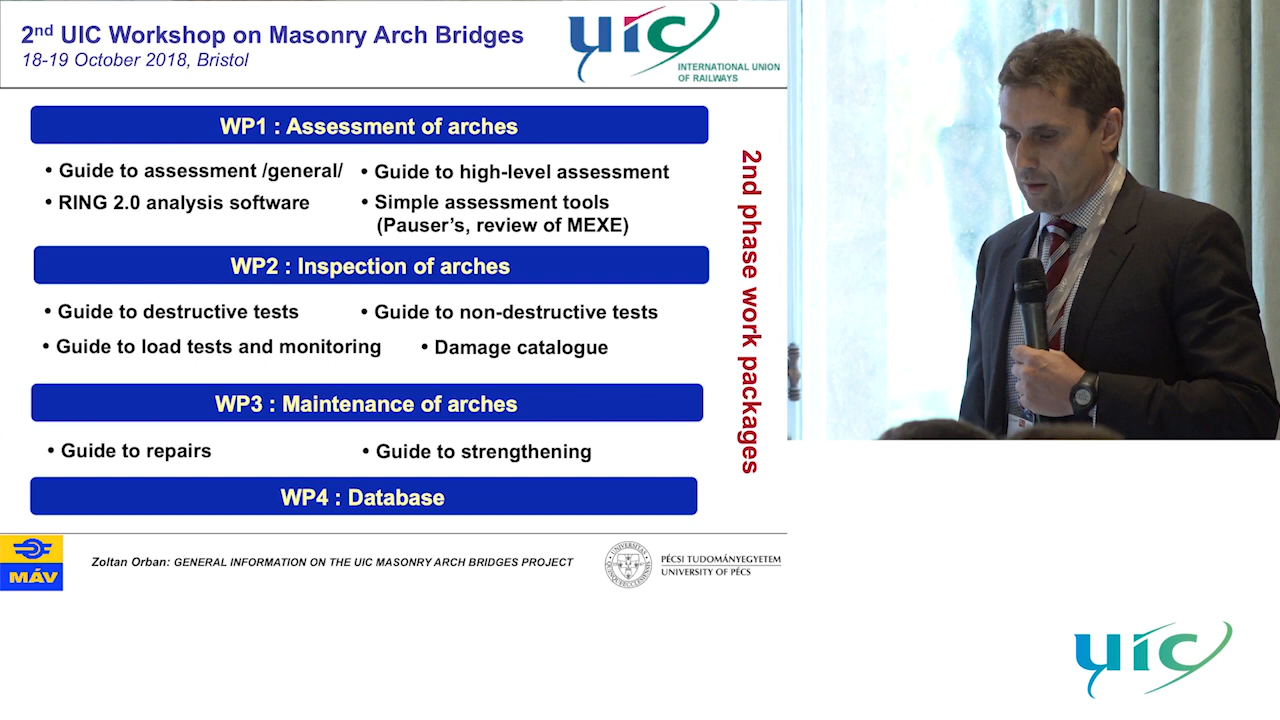 2nd UIC Workshop on Masonry Arch Bridges
18-19 October 2018, Bristol
uic
INTERNATIONAL UNION
OF RAILWAYS
WP1 : Assessment of arches
• Guide to assessment /general/
• Guide to high-level assessment
• RING 2.0 analysis software
• Simple assessment tools
(Pauser's, review of MEXE)
WP2 : Inspection of arches
• Guide to destructive tests
• Guide to non-destructive tests
• Guide to load tests and monitoring
• Damage catalogue
WP3 : Maintenance of arches
• Guide to repairs
• Guide to strengthening
WP4 : Database
2nd phase work packages
MÁV
Zoltan Orban: GENERAL INFORMATION ON THE UIC MASONRY ARCH BRIDGES PROJECT
PÉCSI TUDOMÁNYEGYETEM
UNIVERSITY OF PÉCS
uic